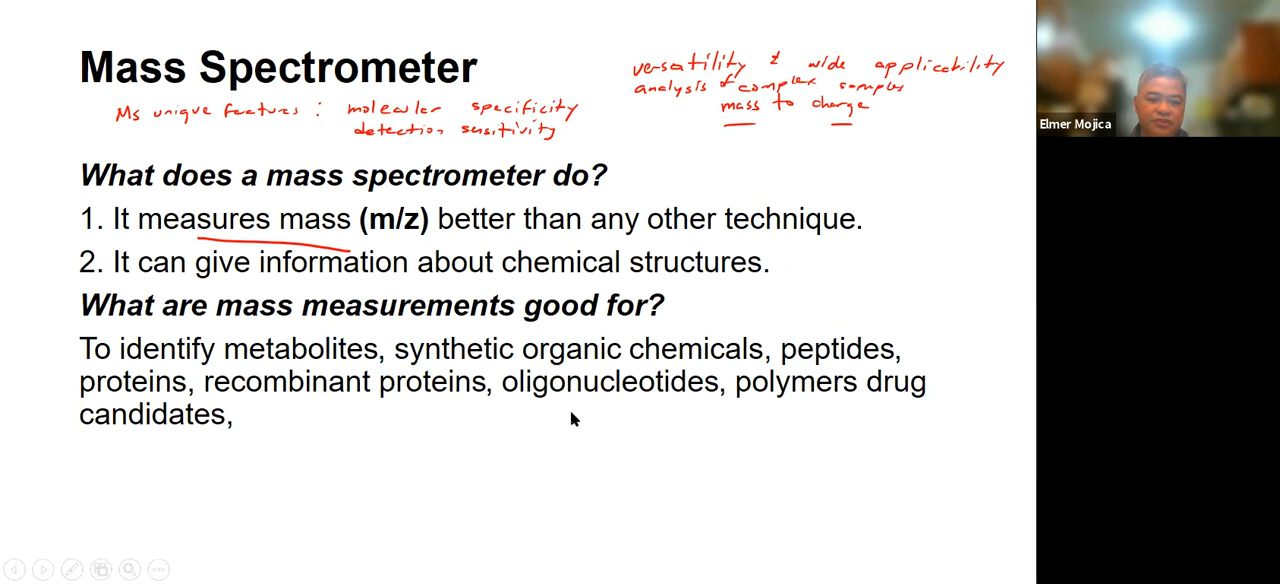 Mass Spectrometer
versatility & wide applicability
analysis of complex samples
mass to charge
Ms unique features : molecular specificity
detection sensitivity
Elmer Mojica
What does a mass spectrometer do?
1. It measures mass (m/z) better than any other technique.
2. It can give information about chemical structures.
What are mass measurements good for?
To identify metabolites, synthetic organic chemicals, peptides,
proteins, recombinant proteins, oligonucleotides, polymers drug
candidates,